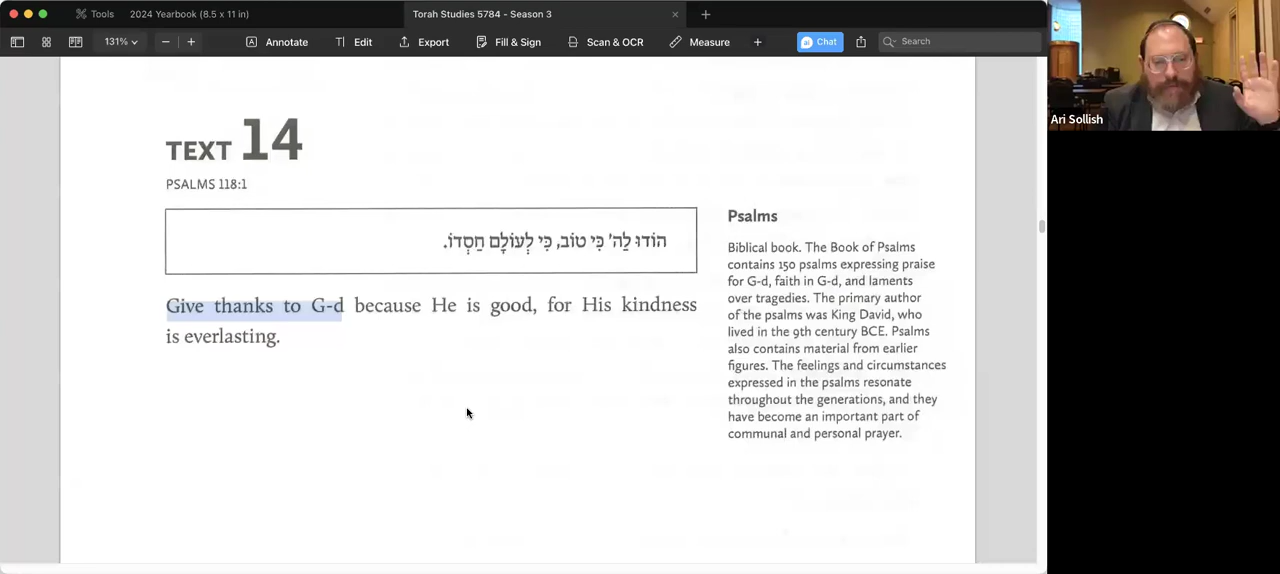 Tools
2024 Yearbook (8.5 x 11 in)
Torah Studies 5784 - Season 3
131%
Annotate
Edit
Export
Fill & Sign
Scan & OCR
Measure
Chat
Search
TEXT 14
PSALMS 118:1
הוֹדוּ לַה' כִּי טוֹב, כִּי לְעוֹלָם חַסְדּוֹ.
Give thanks to G-d because He is good, for His kindness
is everlasting.
Psalms
Biblical book. The Book of Psalms
contains 150 psalms expressing praise
for G-d, faith in G-d, and laments
over tragedies. The primary author
of the psalms was King David, who
lived in the 9th century BCE. Psalms
also contains material from earlier
figures. The feelings and circumstances
expressed in the psalms resonate
throughout the generations, and they
have become an important part of
communal and personal prayer.
Ari Sollish